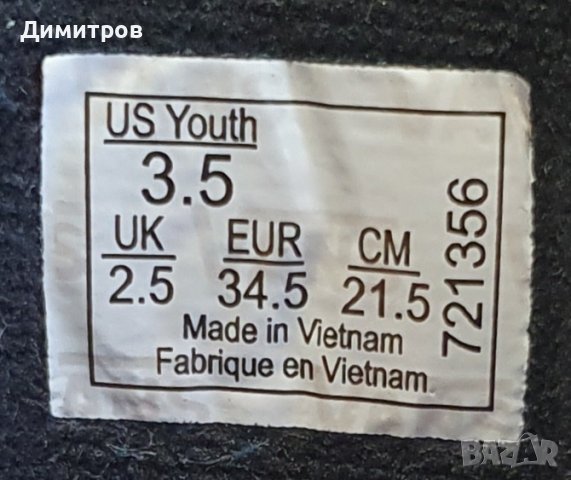 Димитров
US Youth
3.5
UK EUR CM
2.5 34.5 21.5
Made in Vietnam
Fabrique en Vietnam
721356
BAZAR